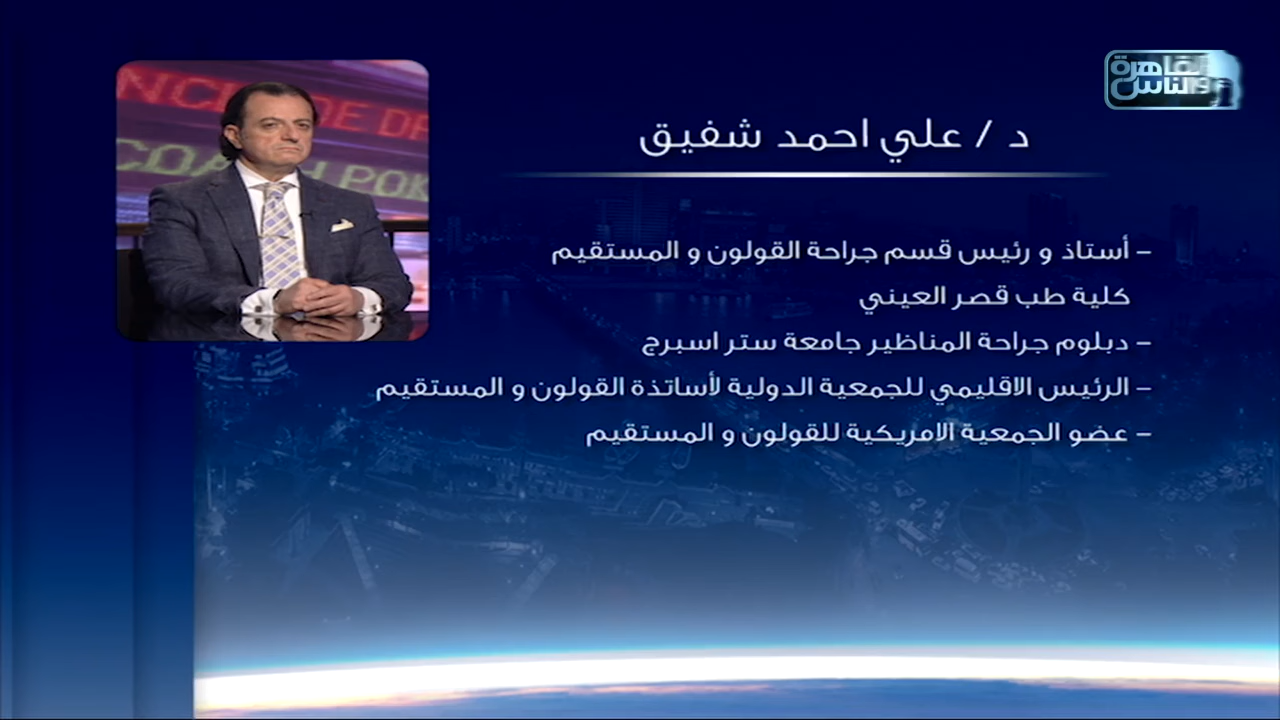 القاهرة
والناس
د / علي احمد شفيق
- أستاذ و رئيس قسم جراحة القولون و المستقيم
كلية طب قصر العيني
- دبلوم جراحة المناظير جامعة ستر اسبرج
- الرئيس الاقليمي للجمعية الدولية لأساتذة القولون و المستقيم
- عضو الجمعية الامريكية للقولون و المستقيم